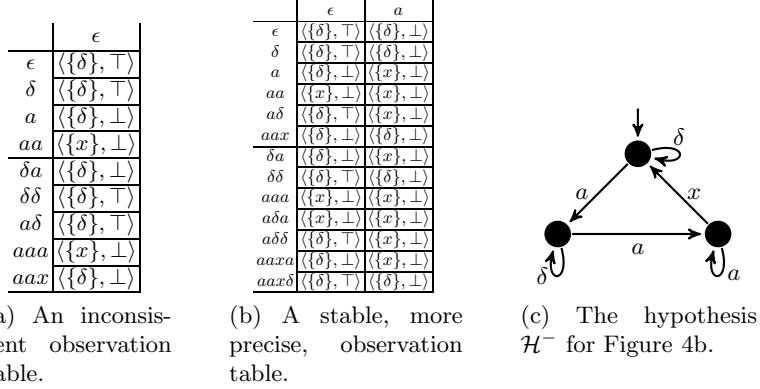 ϵ
ϵ ⟨{δ}, ⊤⟩
δ ⟨{δ}, ⊤⟩
a ⟨{δ}, ⊥⟩
aa ⟨{x}, ⊥⟩
δa ⟨{δ}, ⊥⟩
δδ ⟨{δ}, ⊤⟩
aδ ⟨{δ}, ⊤⟩
aaa ⟨{x}, ⊥⟩
aax ⟨{δ}, ⊥⟩
a) An inconsis-
ent observation
able.
ϵ a
ϵ ⟨{δ}, ⊤⟩ ⟨{δ}, ⊥⟩
δ ⟨{δ}, ⊤⟩ ⟨{δ}, ⊥⟩
a ⟨{δ}, ⊥⟩ ⟨{x}, ⊥⟩
aa ⟨{x}, ⊥⟩ ⟨{x}, ⊥⟩
aδ ⟨{δ}, ⊤⟩ ⟨{x}, ⊥⟩
aax ⟨{δ}, ⊥⟩ ⟨{δ}, ⊥⟩
δa ⟨{δ}, ⊥⟩ ⟨{x}, ⊥⟩
δδ ⟨{δ}, ⊤⟩ ⟨{δ}, ⊥⟩
aaa ⟨{x}, ⊥⟩ ⟨{x}, ⊥⟩
aδa ⟨{x}, ⊥⟩ ⟨{x}, ⊥⟩
aδδ ⟨{δ}, ⊤⟩ ⟨{x}, ⊥⟩
aaxa ⟨{δ}, ⊥⟩ ⟨{x}, ⊥⟩
aaxδ ⟨{δ}, ⊤⟩ ⟨{δ}, ⊥⟩
(b) A stable, more
precise, observation
table.
δ
a x
a
δ a
(c) The hypothesis
ℋ⁻ for Figure 4b.